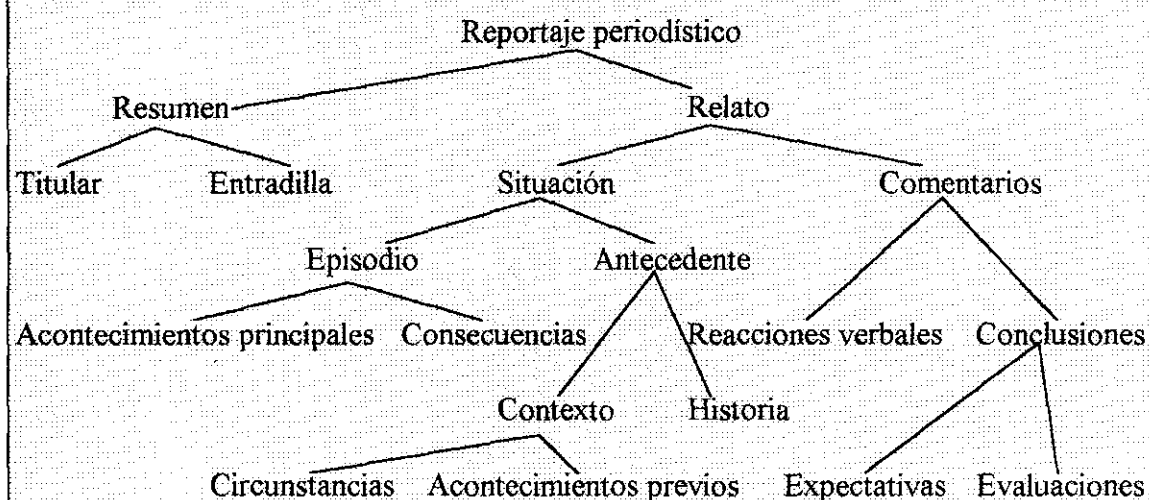 Reportaje periodístico
Resumen Relato
Titular Entradilla Situación Comentarios
Episodio Antecedente
Acontecimientos principales Consecuencias Reacciones verbales Conclusiones
Contexto Historia
Circunstancias Acontecimientos previos Expectativas Evaluaciones